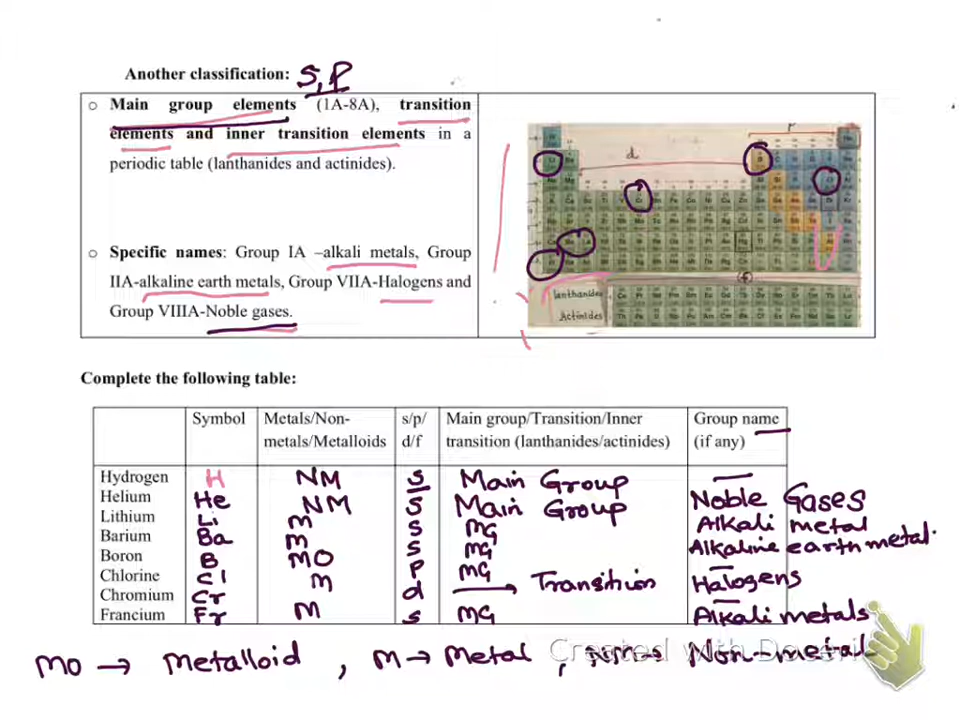 Another classification: S, P
o Main group elements (1A-8A), transition
elements and inner transition elements in a
periodic table (lanthanides and actinides).
o Specific names: Group IA –alkali metals, Group
IIA-alkaline earth metals, Group VIIA-Halogens and
Group VIIIA-Noble gases.
P
d
f
lanthanides
Actinides
Complete the following table:
Symbol Metals/Non- s/p/ Main group/Transition/Inner Group name
metals/Metalloids d/f transition (lanthanides/actinides) (if any)
Hydrogen H NM S Main Group —
Helium He NM S Main Group Noble Gases
Lithium Li M S MG Alkali metal
Barium Ba M S MG Alkaline earth metal.
Boron B MO P MG —
Chlorine Cl Halogens
Chromium Cr M d → Transition —
Francium Fr M S MG Alkali metals
MO → Metalloid , M → Metal , NM → Non-metal
Created with Doceri